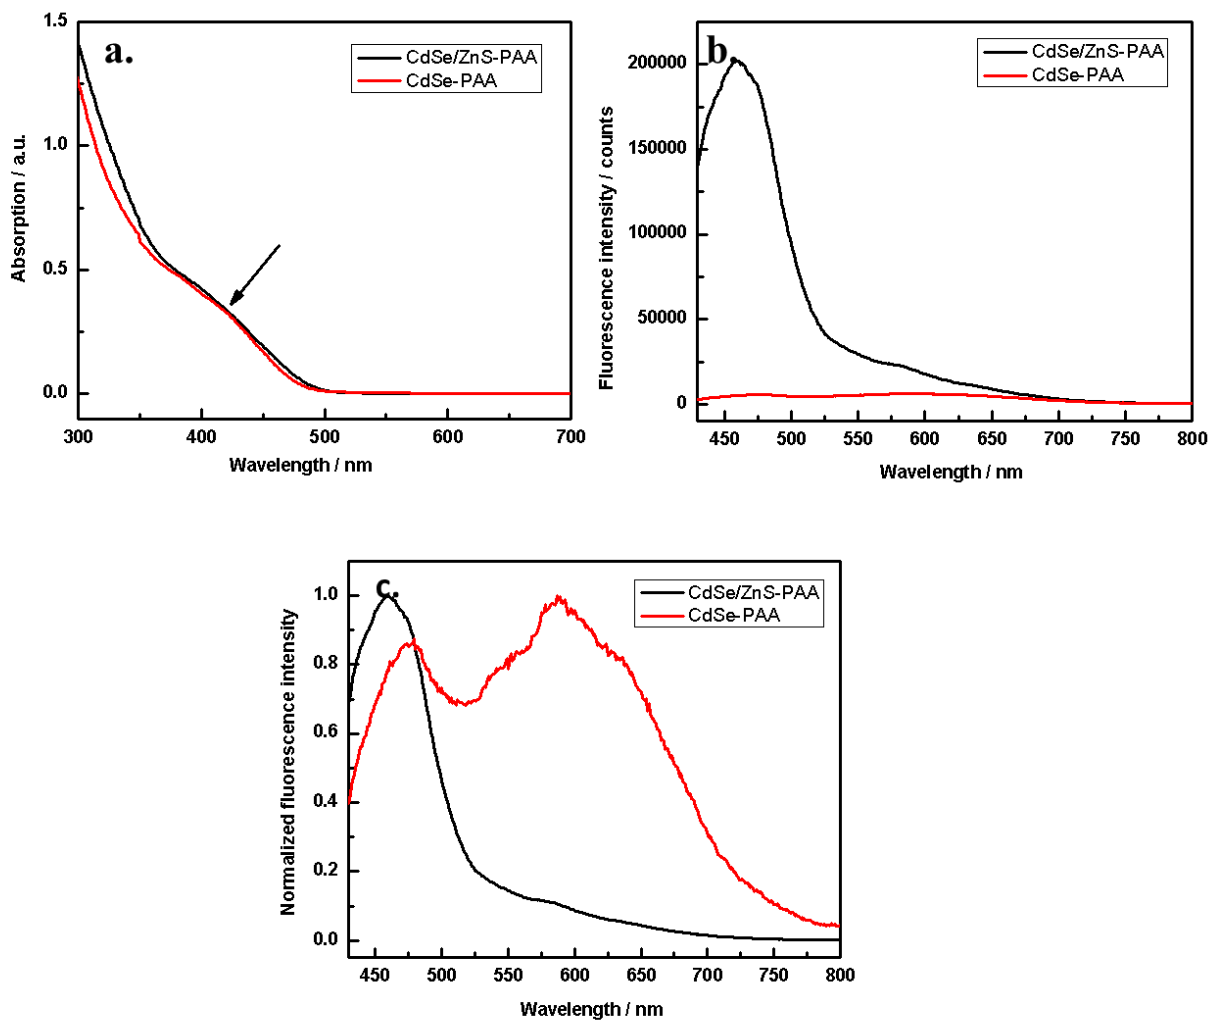 a.
CdSe/ZnS-PAA
CdSe-PAA
1.5
1.0
0.5
0.0
Absorption / a.u.
300 400 500 600 700
Wavelength / nm
b.
CdSe/ZnS-PAA
CdSe-PAA
200000
150000
100000
50000
0
Fluorescence intensity / counts
450 500 550 600 650 700 750 800
Wavelength / nm
c.
CdSe/ZnS-PAA
CdSe-PAA
1.0
0.8
0.6
0.4
0.2
0.0
Normalized fluorescence intensity
450 500 550 600 650 700 750 800
Wavelength / nm